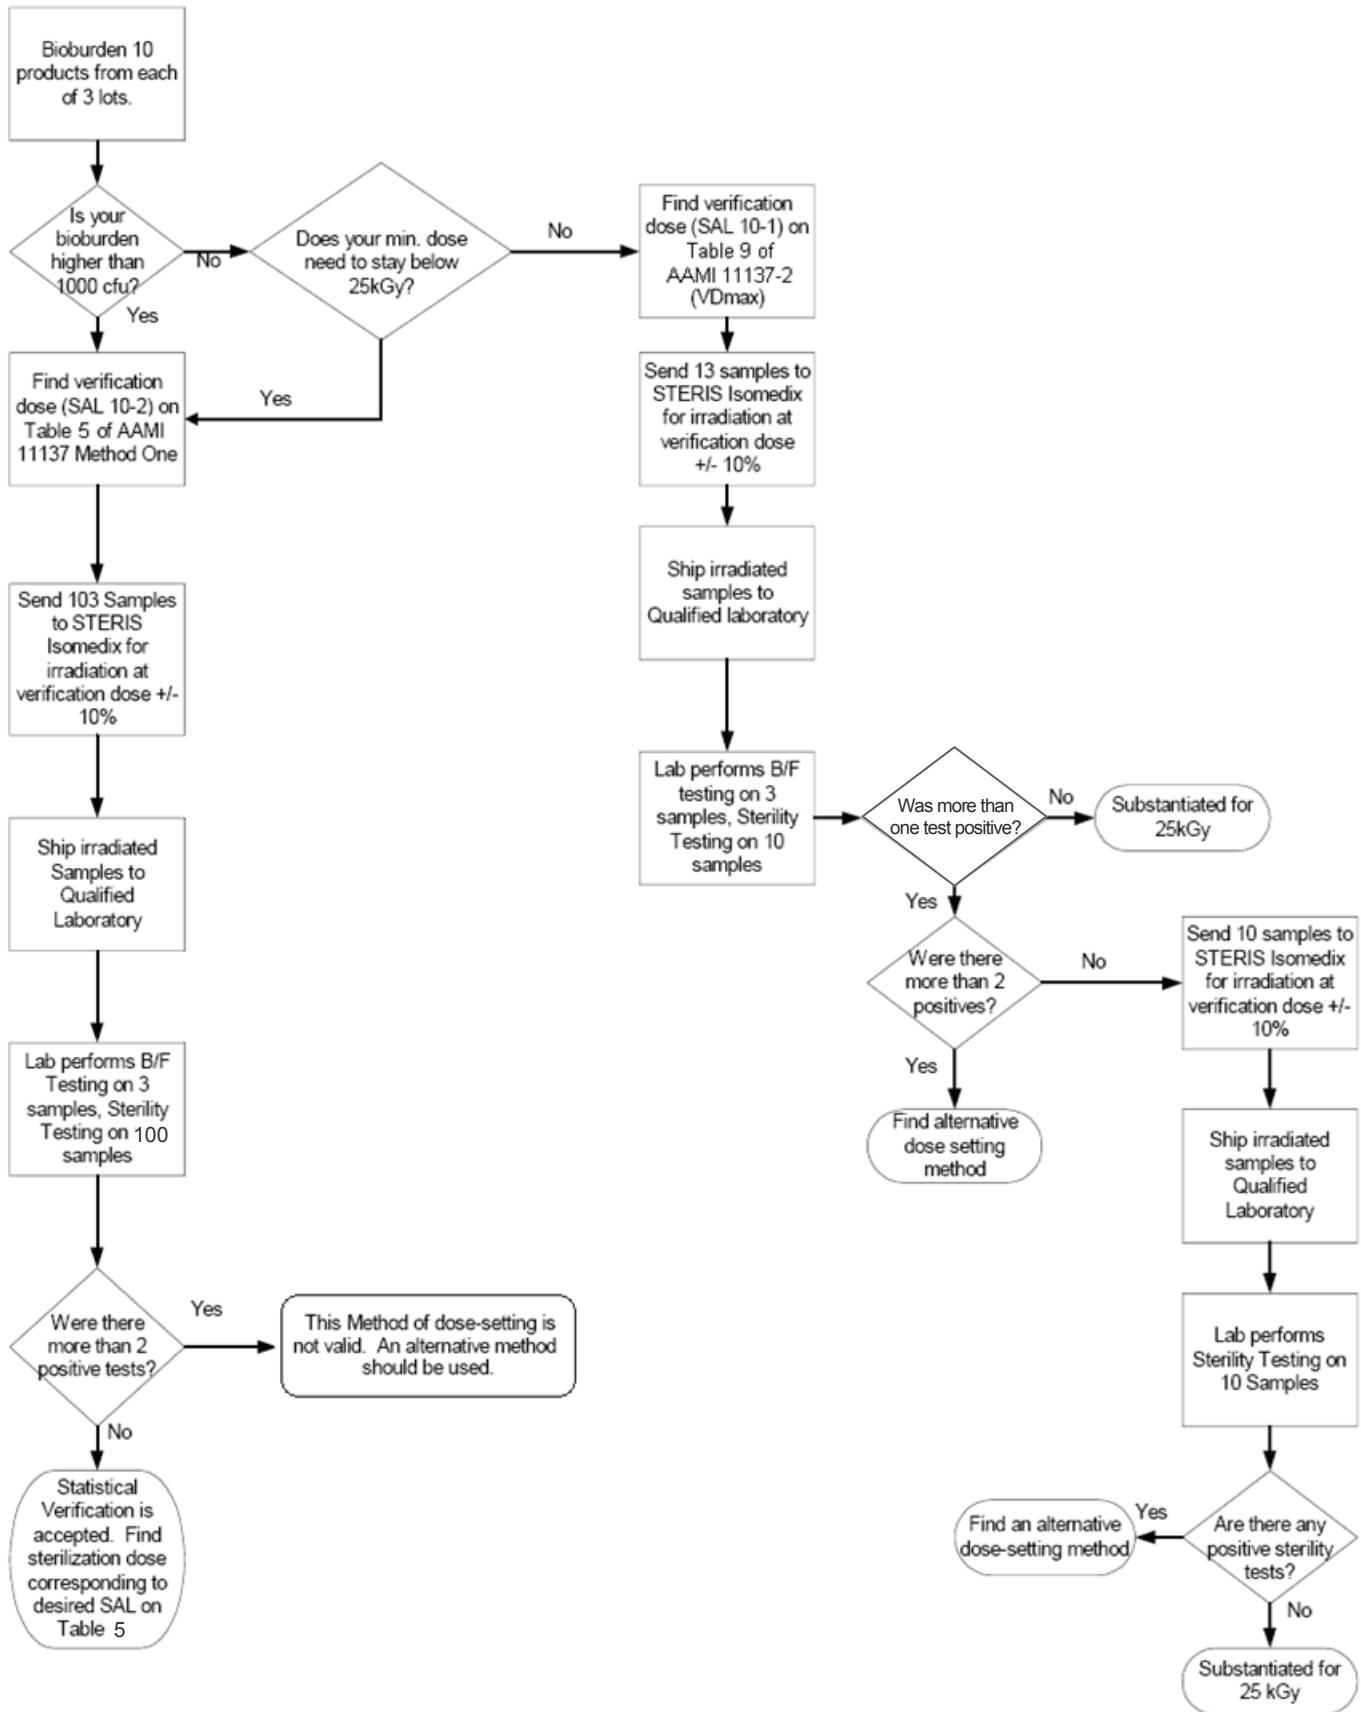 Bioburden 10
products from each
of 3 lots.
Is your
bioburden
higher than
1000 cfu?
No
Yes
Does your min. dose
need to stay below
25kGy?
No
Yes
Find verification
dose (SAL 10-1) on
Table 9 of
AAMI 11137-2
(VDmax)
Find verification
dose (SAL 10-2) on
Table 5 of AAMI
11137 Method One
Send 13 samples to
STERIS Isomedix
for irradiation at
verification dose
+/- 10%
Ship irradiated
samples to
Qualified laboratory
Send 103 Samples
to STERIS
Isomedix for
irradiation at
verification dose +/-
10%
Lab performs B/F
testing on 3
samples, Sterility
Testing on 10
samples
Was more than
one test positive?
No
Substantiated for
25kGy
Yes
Ship irradiated
Samples to
Qualified
Laboratory
Were there
more than 2
positives?
No
Send 10 samples to
STERIS Isomedix
for irradiation at
verification dose +/-
10%
Yes
Find alternative
dose setting
method
Lab performs B/F
Testing on 3
samples, Sterility
Testing on 100
samples
Ship irradiated
samples to
Qualified
Laboratory
Were there
more than 2
positive tests?
Yes
This Method of dose-setting is
not valid. An alternative method
should be used.
No
Lab performs
Sterility Testing on
10 Samples
Statistical
Verification is
accepted. Find
sterilization dose
corresponding to
desired SAL on
Table 5
Are there any
positive sterility
tests?
Yes
Find an alternative
dose-setting method
No
Substantiated for
25 kGy